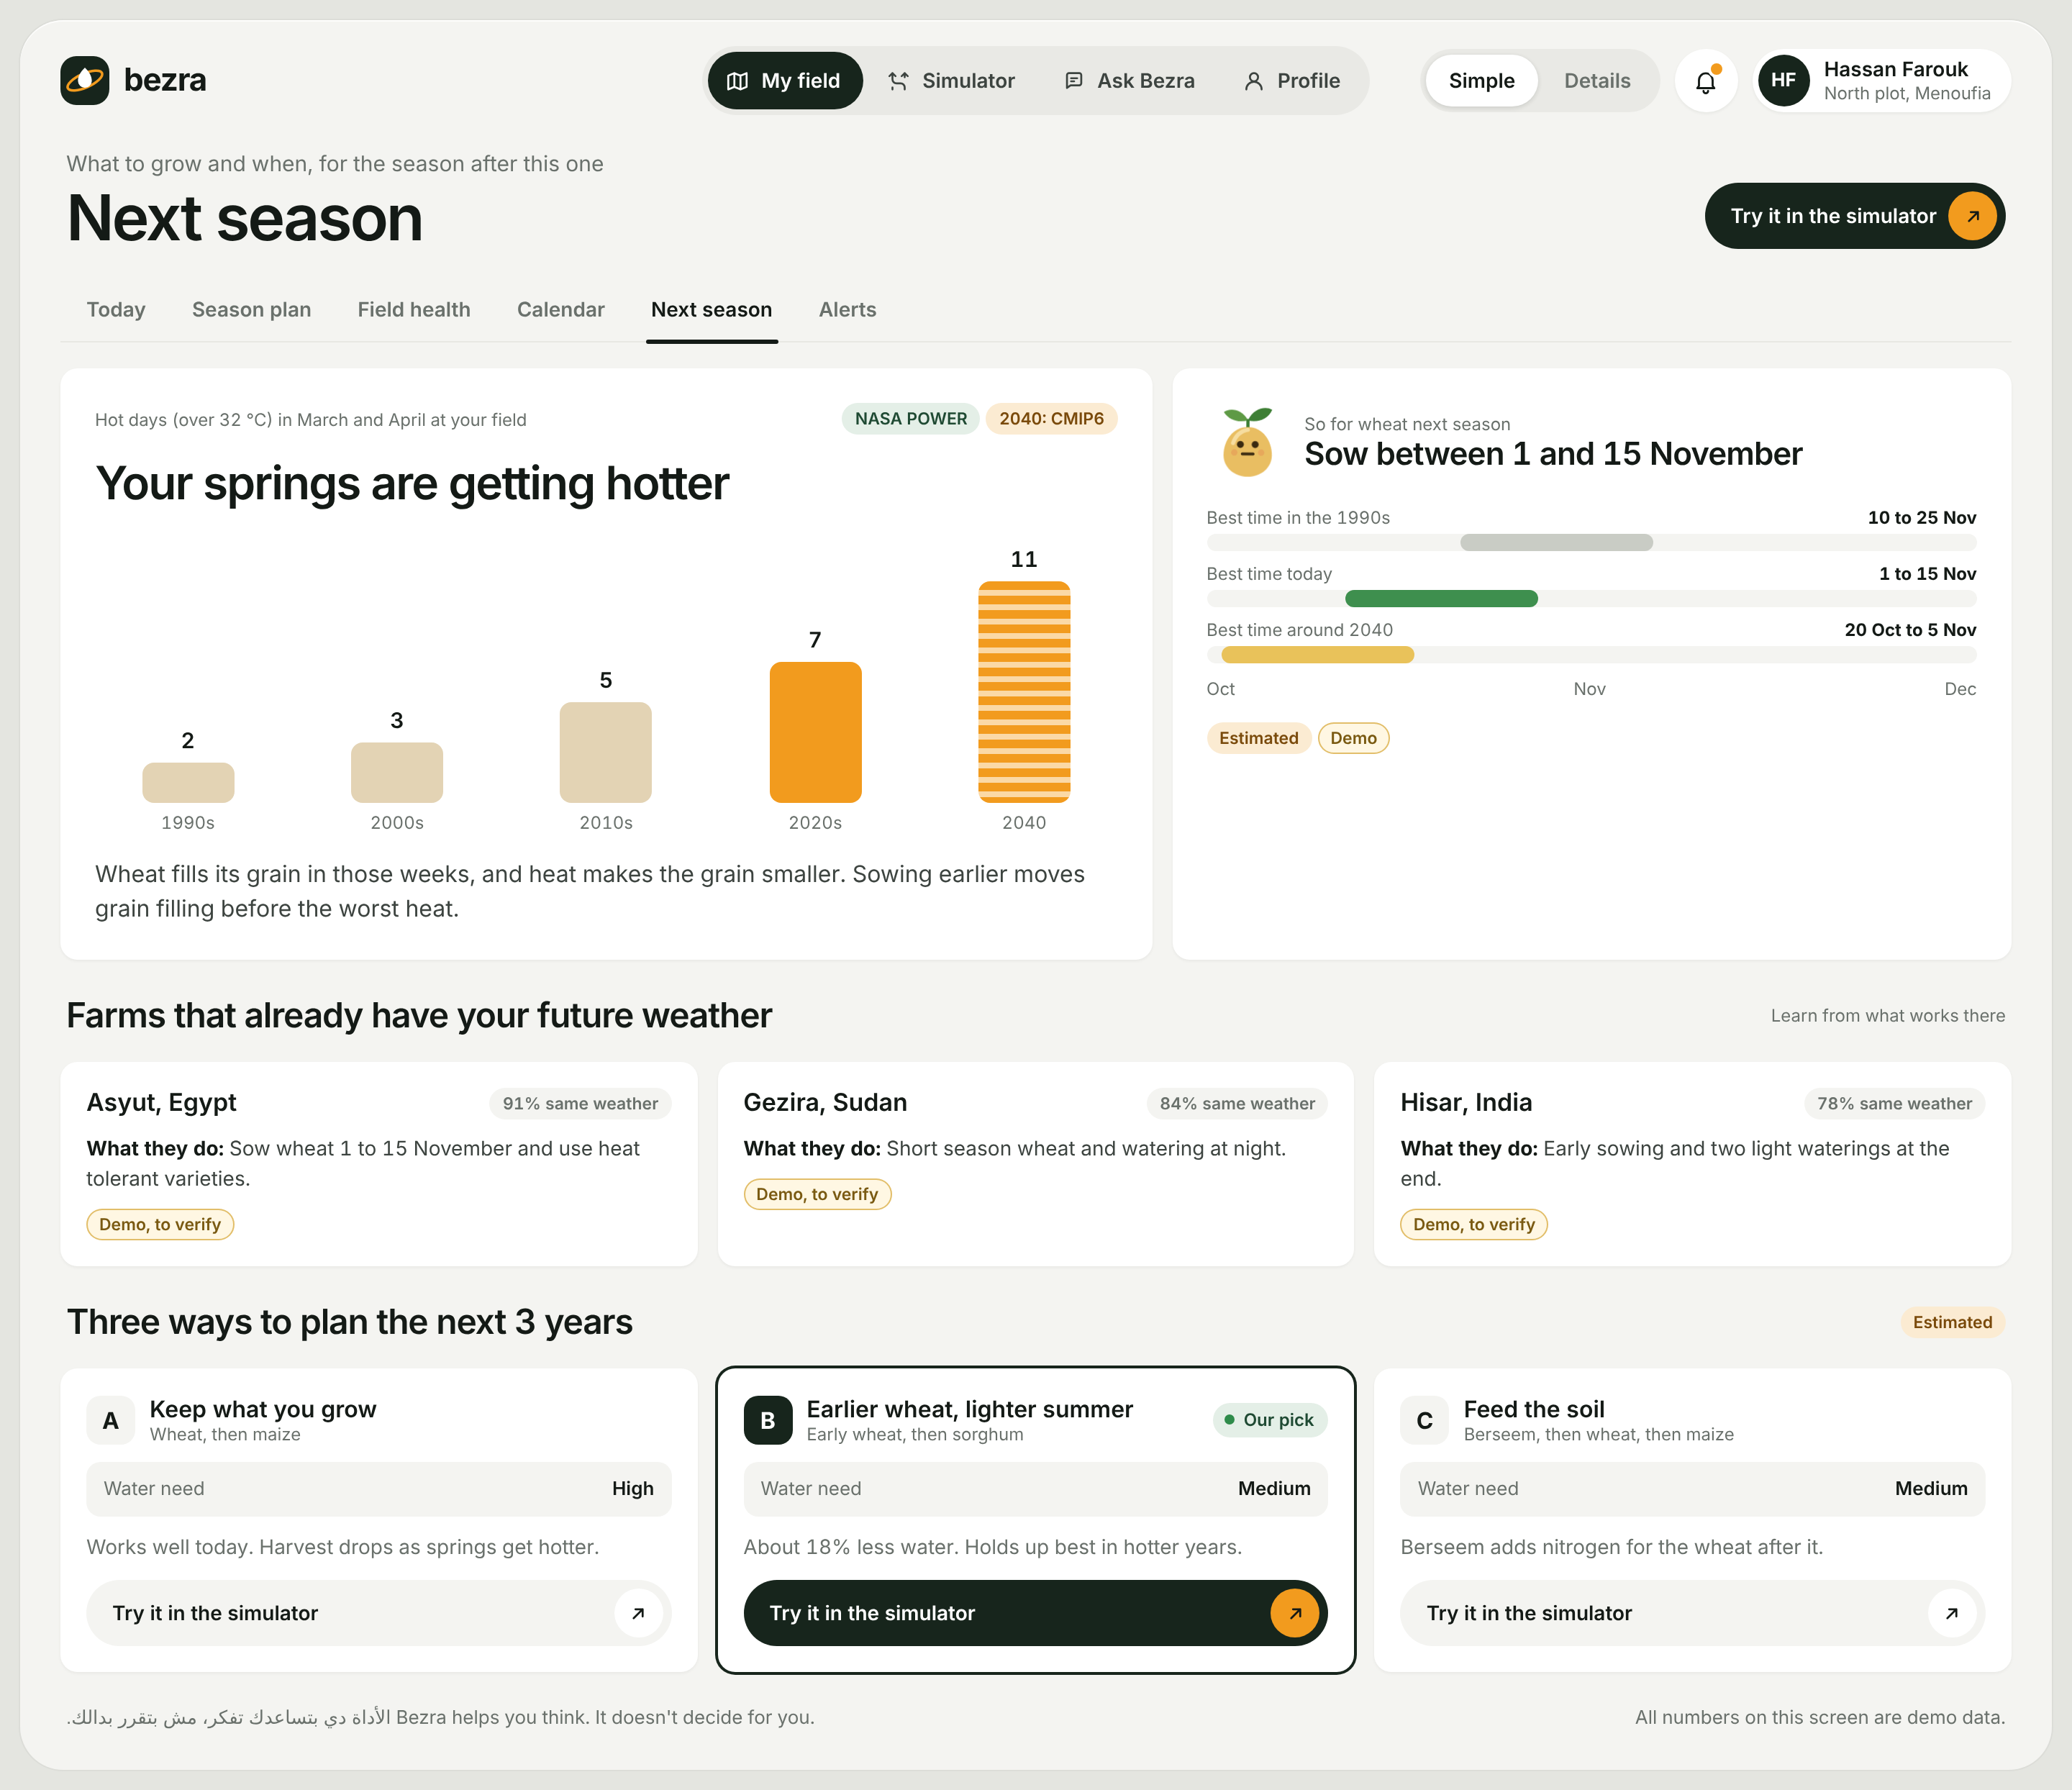 bezra
My field
Simulator
Ask Bezra
Profile
Simple
Details
HF
Hassan Farouk
North plot, Menoufia
What to grow and when, for the season after this one
Next season
Try it in the simulator
Today
Season plan
Field health
Calendar
Next season
Alerts
Hot days (over 32 °C) in March and April at your field
NASA POWER
2040: CMIP6
Your springs are getting hotter
2
3
5
7
11
1990s
2000s
2010s
2020s
2040
Wheat fills its grain in those weeks, and heat makes the grain smaller. Sowing earlier moves
grain filling before the worst heat.
So for wheat next season
Sow between 1 and 15 November
Best time in the 1990s
10 to 25 Nov
Best time today
1 to 15 Nov
Best time around 2040
20 Oct to 5 Nov
Oct
Nov
Dec
Estimated
Demo
Farms that already have your future weather
Learn from what works there
Asyut, Egypt
91% same weather
What they do: Sow wheat 1 to 15 November and use heat
tolerant varieties.
Demo, to verify
Gezira, Sudan
84% same weather
What they do: Short season wheat and watering at night.
Demo, to verify
Hisar, India
78% same weather
What they do: Early sowing and two light waterings at the
end.
Demo, to verify
Three ways to plan the next 3 years
Estimated
A
Keep what you grow
Wheat, then maize
Water need
High
Works well today. Harvest drops as springs get hotter.
Try it in the simulator
B
Earlier wheat, lighter summer
Early wheat, then sorghum
Our pick
Water need
Medium
About 18% less water. Holds up best in hotter years.
Try it in the simulator
C
Feed the soil
Berseem, then wheat, then maize
Water need
Medium
Berseem adds nitrogen for the wheat after it.
Try it in the simulator
الأداة دي بتساعدك تفكر، مش بتقرر بدالك. Bezra helps you think. It doesn't decide for you.
All numbers on this screen are demo data.